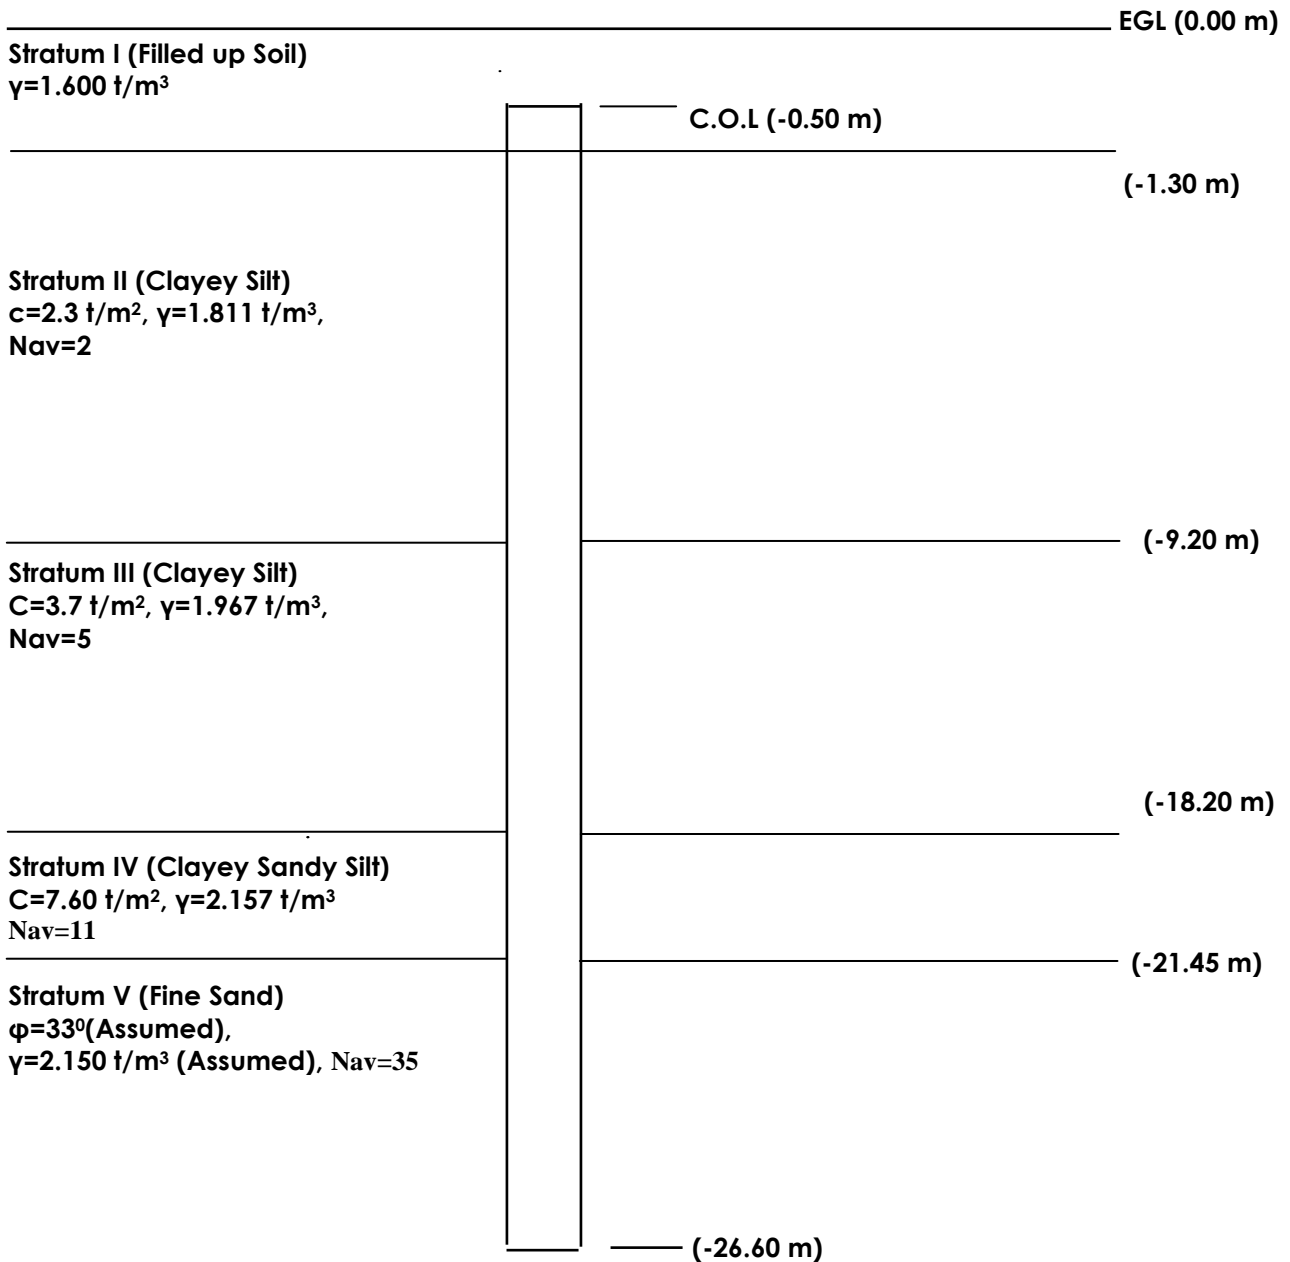 EGL (0.00 m)
Stratum I (Filled up Soil)
γ=1.600 t/m³
C.O.L (-0.50 m)
(-1.30 m)
Stratum II (Clayey Silt)
c=2.3 t/m², γ=1.811 t/m³,
Nav=2
(-9.20 m)
Stratum III (Clayey Silt)
C=3.7 t/m², γ=1.967 t/m³,
Nav=5
(-18.20 m)
Stratum IV (Clayey Sandy Silt)
C=7.60 t/m², γ=2.157 t/m³
Nav=11
(-21.45 m)
Stratum V (Fine Sand)
φ=33⁰(Assumed),
γ=2.150 t/m³ (Assumed), Nav=35
(-26.60 m)